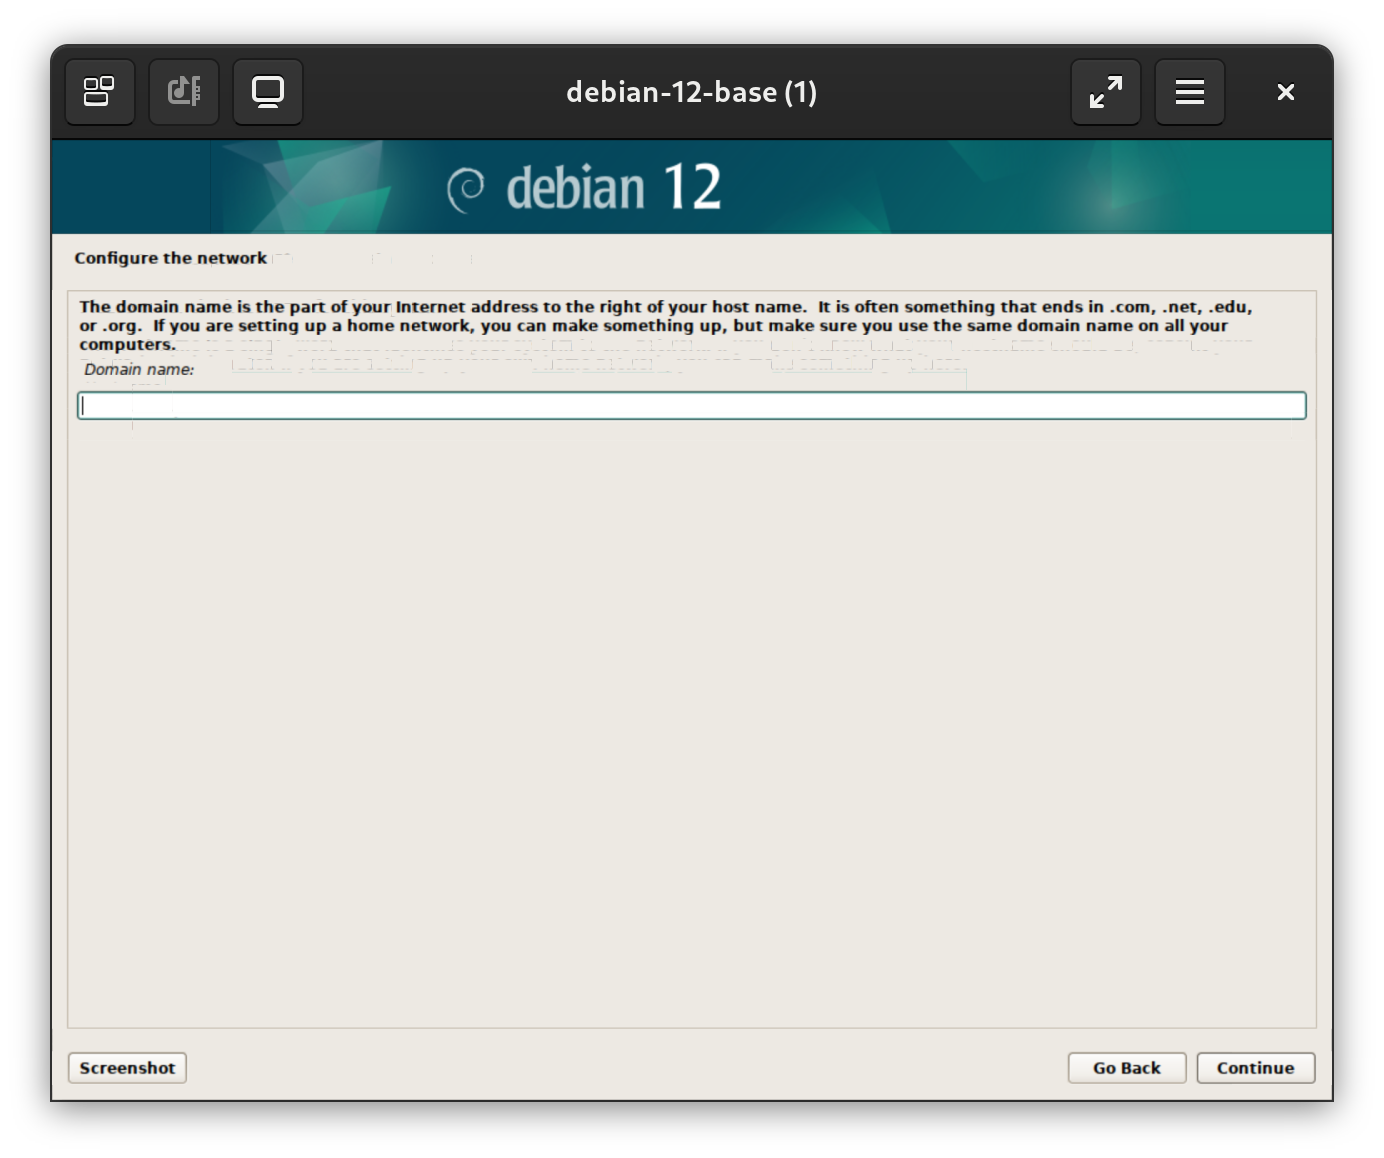 debian-12-base (1)
debian 12
Configure the network
The domain name is the part of your Internet address to the right of your host name.  It is often something that ends in .com, .net, .edu,
or .org.  If you are setting up a home network, you can make something up, but make sure you use the same domain name on all your
computers.
Domain name:
Screenshot
Go Back
Continue